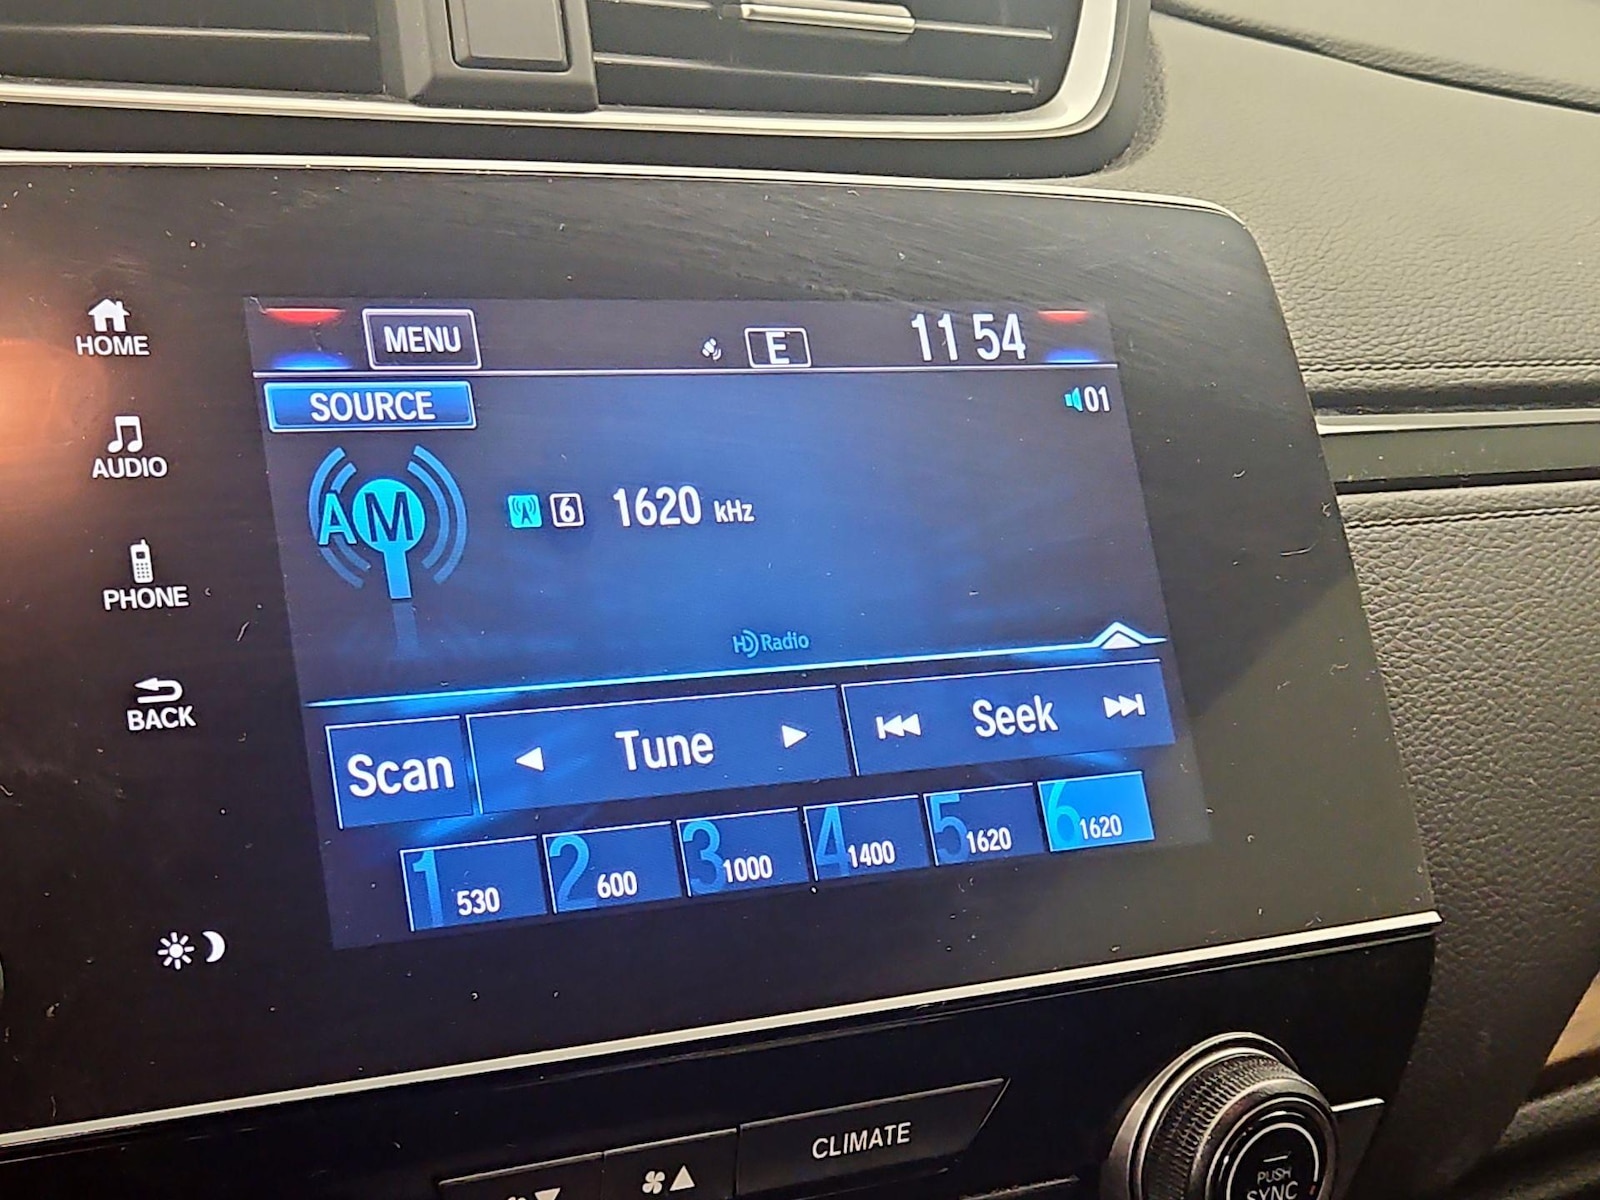 MENU E 11 54
SOURCE 01
AM 6 1620 kHz
HD Radio
Scan Tune Seek
1 530 2 600 3 1000 4 1400 5 1620 6 1620
HOME
AUDIO
PHONE
BACK
CLIMATE
PUSH
SYNC